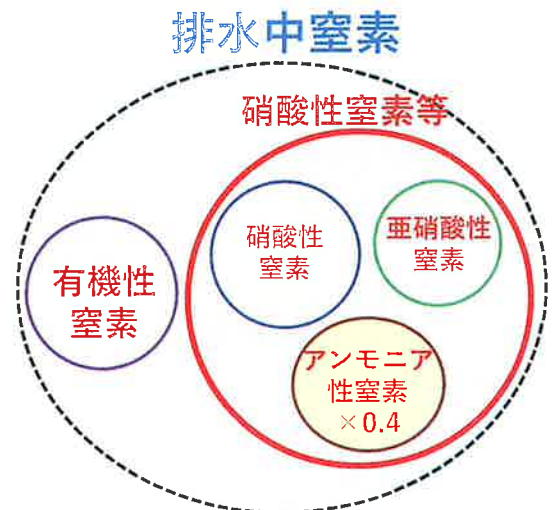 排水中窒素
硝酸性窒素等
硝酸性
窒素
亜硝酸性
窒素
有機性
窒素
アンモニア
性窒素
×0.4